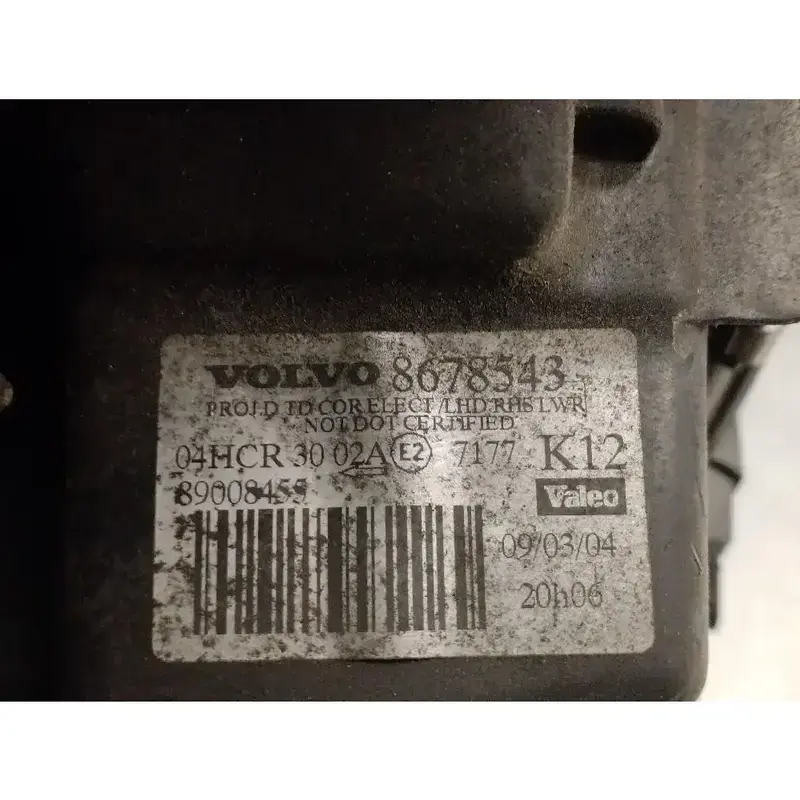 VOLVO 8678543
PROJ.D TD COR.ELECT/LHD RHS LWR
NOT DOT CERTIFIED
04HCR 30 02A E2 7177 K12
89008455
Valeo
09/03/04
20h06